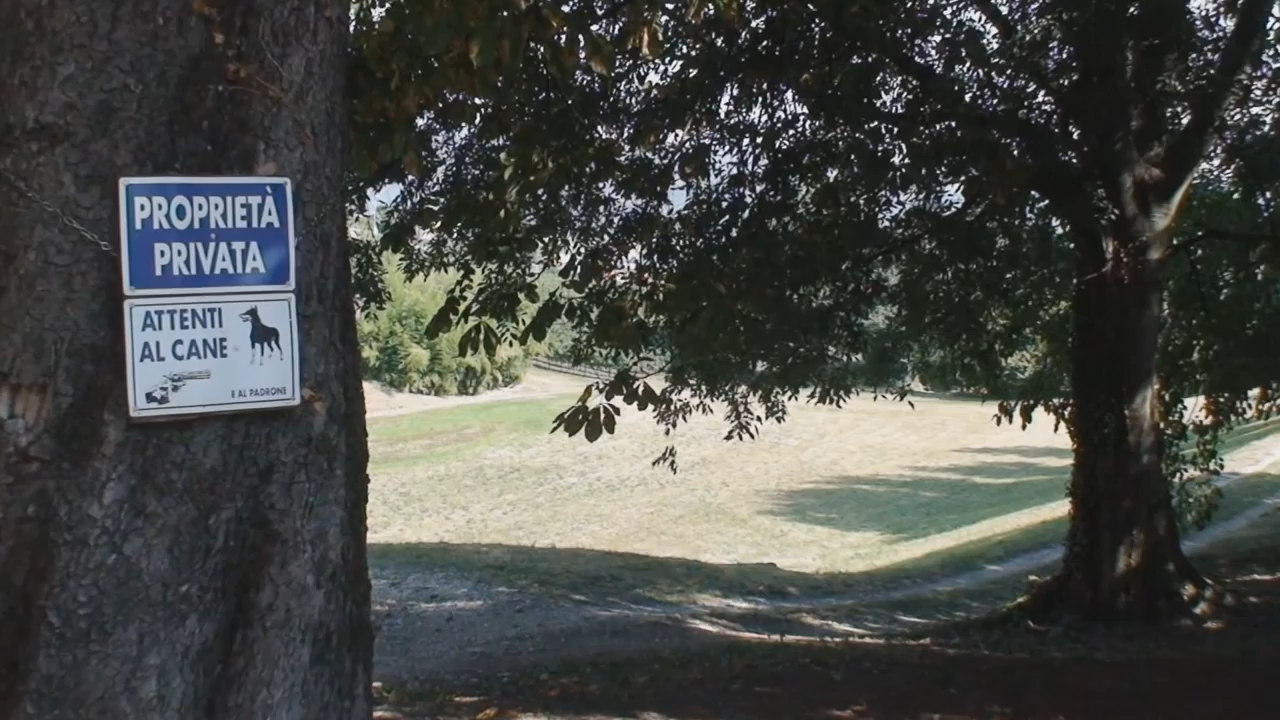 PROPRIETÀ
PRIVATA
ATTENTI
AL CANE
E AL PADRONE